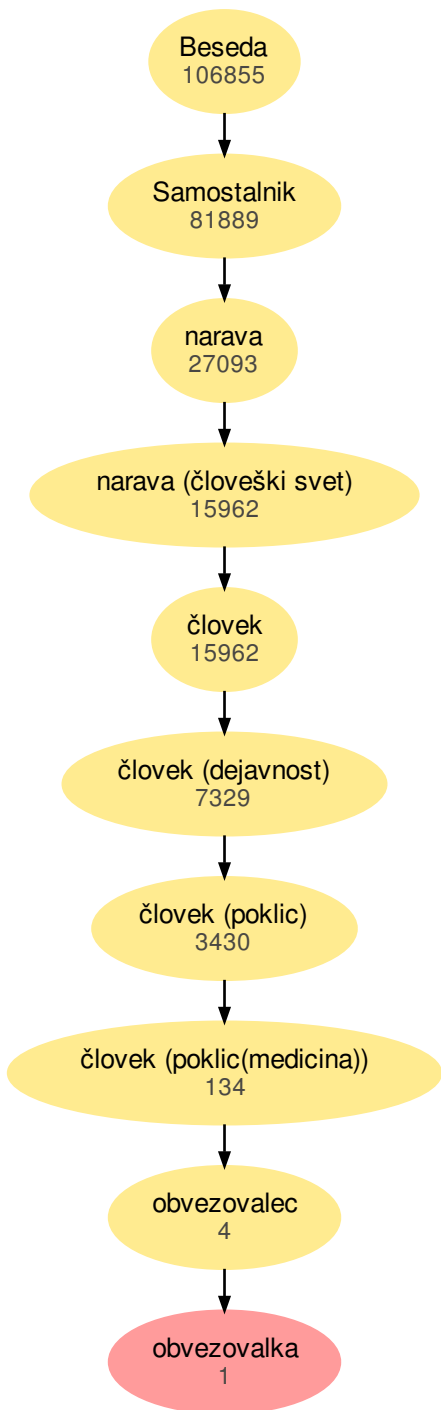 Beseda
106855
Samostalnik
81889
narava
27093
narava (človeški svet)
15962
človek
15962
človek (dejavnost)
7329
človek (poklic)
3430
človek (poklic(medicina))
134
obvezovalec
4
obvezovalka
1